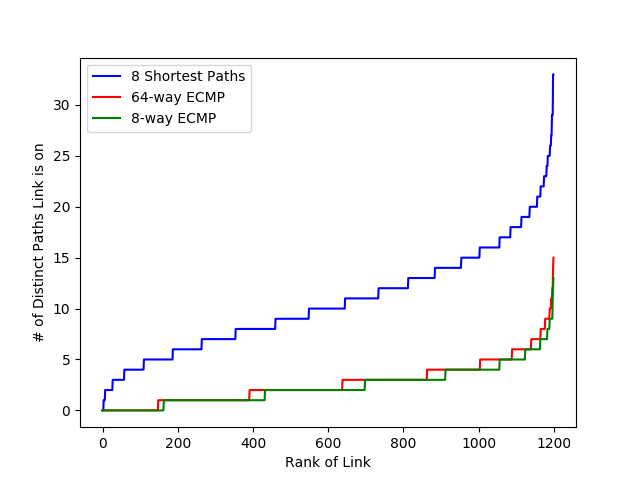 8 Shortest Paths
64-way ECMP
8-way ECMP
# of Distinct Paths Link is on
30
25
20
15
10
5
0
0 200 400 600 800 1000 1200
Rank of Link